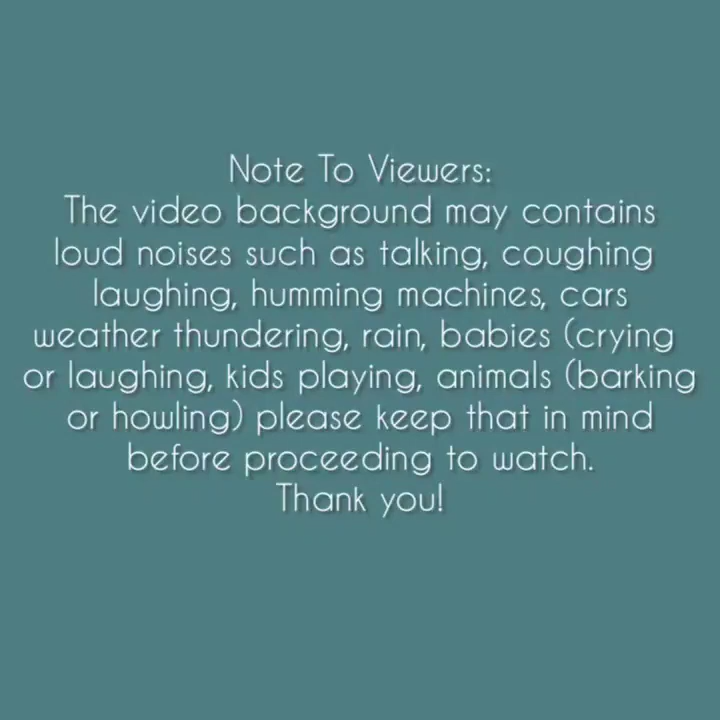 Note To Viewers:
The video background may contains
loud noises such as talking, coughing
laughing, humming machines, cars
weather thundering, rain, babies (crying
or laughing, kids playing, animals (barking
or howling) please keep that in mind
before proceeding to watch.
Thank you!